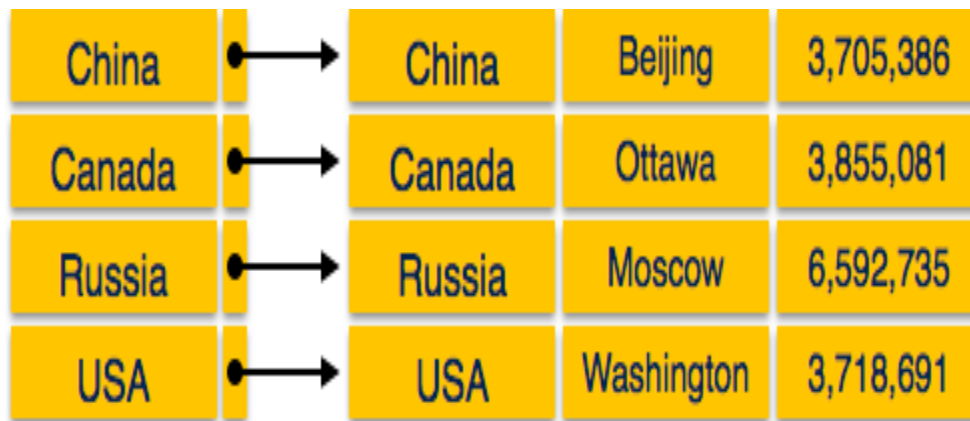 China China Beijing 3,705,386
Canada Canada Ottawa 3,855,081
Russia Russia Moscow 6,592,735
USA USA Washington 3,718,691